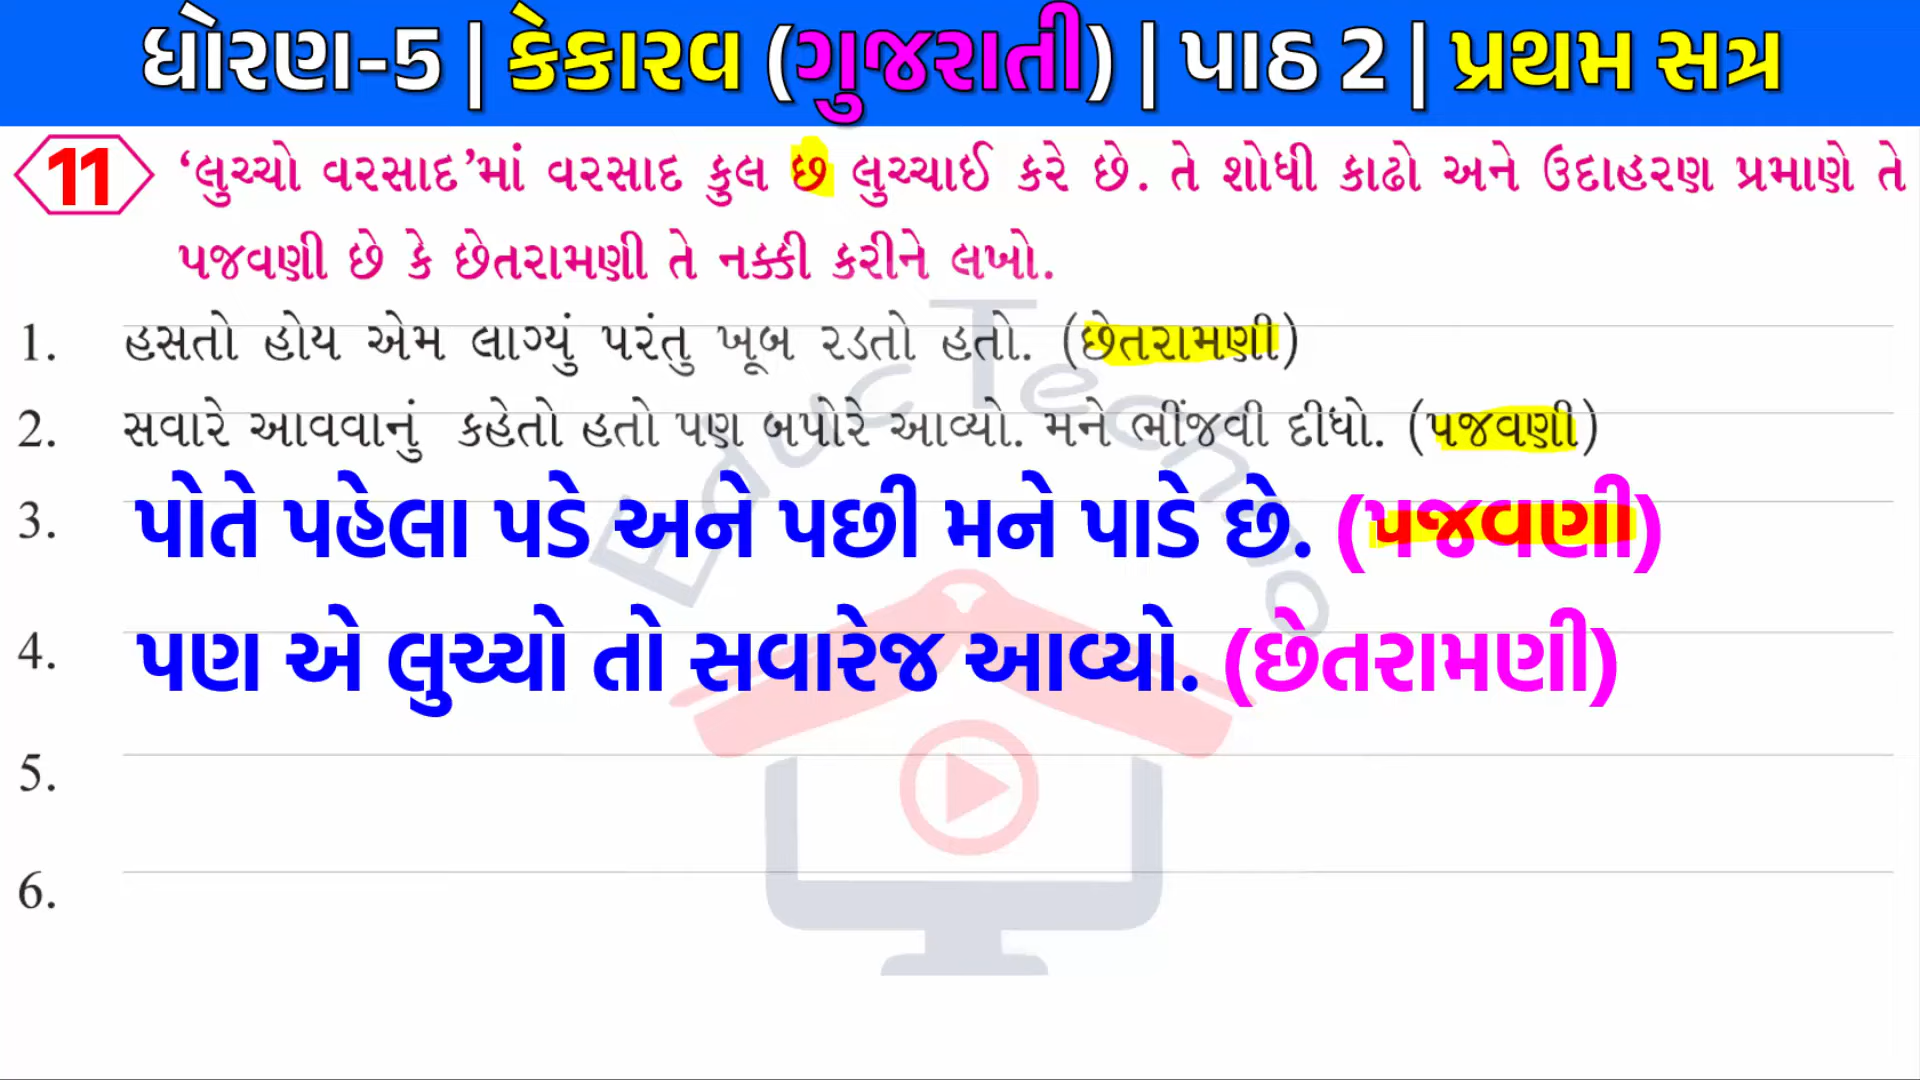 ધોરણ-5 | કેકારવ (ગુજરાતી) | પાઠ 2 | પ્રથમ સત્ર
11 ‘લુચ્ચો વરસાદ’માં વરસાદ કુલ છ લુચ્ચાઈ કરે છે. તે શોધી કાઢો અને ઉદાહરણ પ્રમાણે તે
પજવણી છે કે છેતરામણી તે નક્કી કરીને લખો.
1. હસતો હોય એમ લાગ્યું પરંતુ ખૂબ રડતો હતો. (છેતરામણી)
2. સવારે આવવાનું કહેતો હતો પણ બપોરે આવ્યો. મને ભીંજવી દીધો. (પજવણી)
3. પોતે પહેલા પડે અને પછી મને પાડે છે. (પજવણી)
4. પણ એ લુચ્ચો તો સવારેજ આવ્યો. (છેતરામણી)
5.
6.
Educ Techno